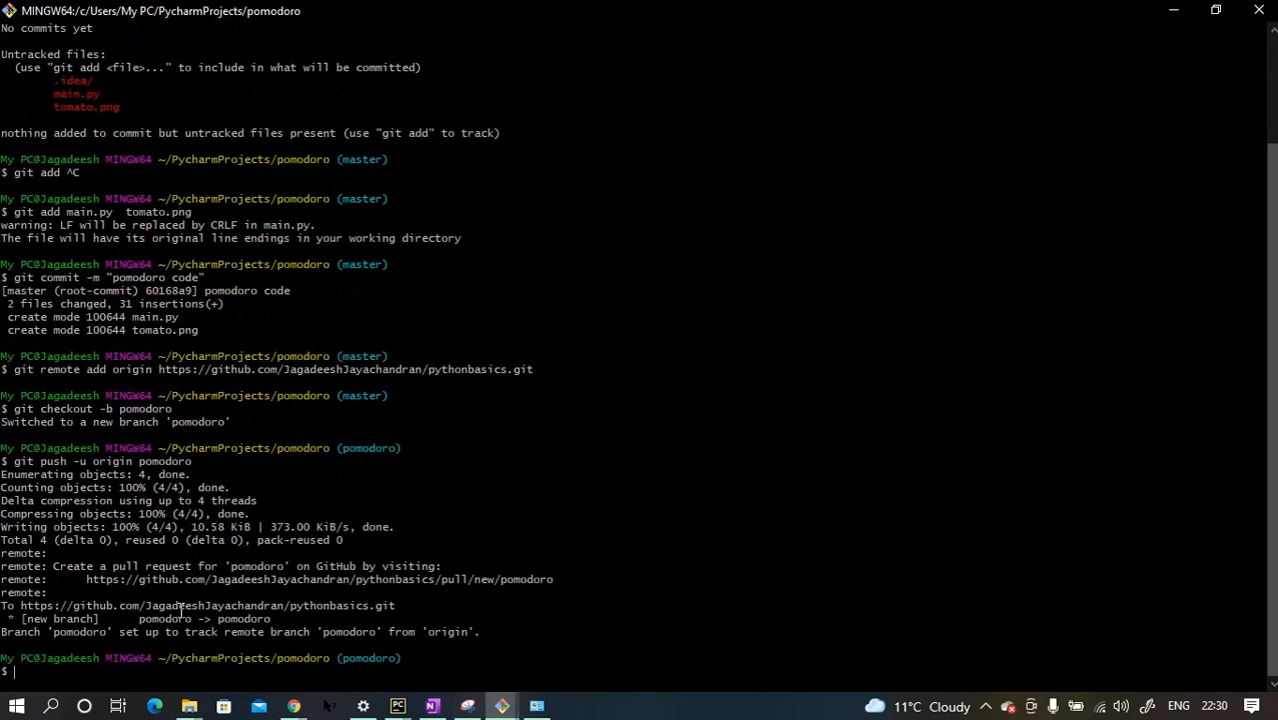 MINGW64:/c/Users/My PC/PycharmProjects/pomodoro
No commits yet
Untracked files:
(use "git add <file>..." to include in what will be committed)
.idea/
main.py
tomato.png
nothing added to commit but untracked files present (use "git add" to track)
My PC@Jagadeesh MINGW64 ~/PycharmProjects/pomodoro (master)
$ git add ^C
My PC@Jagadeesh MINGW64 ~/PycharmProjects/pomodoro (master)
$ git add main.py  tomato.png
warning: LF will be replaced by CRLF in main.py.
The file will have its original line endings in your working directory
My PC@Jagadeesh MINGW64 ~/PycharmProjects/pomodoro (master)
$ git commit -m "pomodoro code"
[master (root-commit) 60168a9] pomodoro code
2 files changed, 31 insertions(+)
create mode 100644 main.py
create mode 100644 tomato.png
My PC@Jagadeesh MINGW64 ~/PycharmProjects/pomodoro (master)
$ git remote add origin https://github.com/JagadeeshJayachandran/pythonbasics.git
My PC@Jagadeesh MINGW64 ~/PycharmProjects/pomodoro (master)
$ git checkout -b pomodoro
Switched to a new branch 'pomodoro'
My PC@Jagadeesh MINGW64 ~/PycharmProjects/pomodoro (pomodoro)
$ git push -u origin pomodoro
Enumerating objects: 4, done.
Counting objects: 100% (4/4), done.
Delta compression using up to 4 threads
Compressing objects: 100% (4/4), done.
Writing objects: 100% (4/4), 10.58 KiB | 373.00 KiB/s, done.
Total 4 (delta 0), reused 0 (delta 0), pack-reused 0
remote:
remote: Create a pull request for 'pomodoro' on GitHub by visiting:
remote:      https://github.com/JagadeeshJayachandran/pythonbasics/pull/new/pomodoro
remote:
To https://github.com/JagadeeshJayachandran/pythonbasics.git
* [new branch]      pomodoro -> pomodoro
Branch 'pomodoro' set up to track remote branch 'pomodoro' from 'origin'.
My PC@Jagadeesh MINGW64 ~/PycharmProjects/pomodoro (pomodoro)
$
PC
N
11°C Cloudy
ENG
22:30